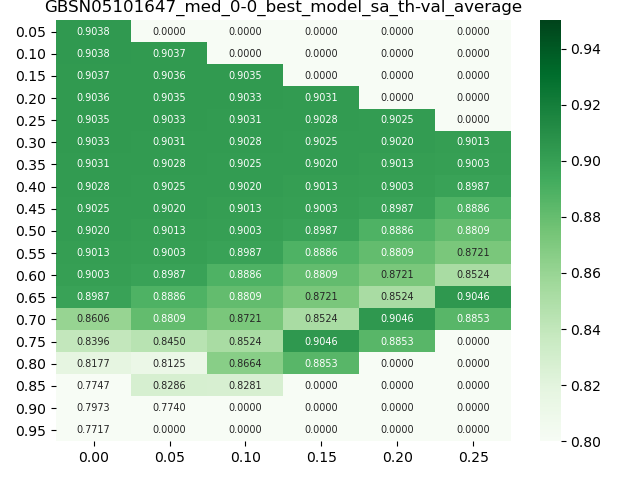 GBSN05101647_med_0-0_best_model_sa_th-val_average
0.05 0.9038 0.0000 0.0000 0.0000 0.0000 0.0000
0.10 0.9038 0.9037 0.0000 0.0000 0.0000 0.0000
0.15 0.9037 0.9036 0.9035 0.0000 0.0000 0.0000
0.20 0.9036 0.9035 0.9033 0.9031 0.0000 0.0000
0.25 0.9035 0.9033 0.9031 0.9028 0.9025 0.0000
0.30 0.9033 0.9031 0.9028 0.9025 0.9020 0.9013
0.35 0.9031 0.9028 0.9025 0.9020 0.9013 0.9003
0.40 0.9028 0.9025 0.9020 0.9013 0.9003 0.8987
0.45 0.9025 0.9020 0.9013 0.9003 0.8987 0.8886
0.50 0.9020 0.9013 0.9003 0.8987 0.8886 0.8809
0.55 0.9013 0.9003 0.8987 0.8886 0.8809 0.8721
0.60 0.9003 0.8987 0.8886 0.8809 0.8721 0.8524
0.65 0.8987 0.8886 0.8809 0.8721 0.8524 0.9046
0.70 0.8606 0.8809 0.8721 0.8524 0.9046 0.8853
0.75 0.8396 0.8450 0.8524 0.9046 0.8853 0.0000
0.80 0.8177 0.8125 0.8664 0.8853 0.0000 0.0000
0.85 0.7747 0.8286 0.8281 0.0000 0.0000 0.0000
0.90 0.7973 0.7740 0.0000 0.0000 0.0000 0.0000
0.95 0.7717 0.0000 0.0000 0.0000 0.0000 0.0000
0.00 0.05 0.10 0.15 0.20 0.25
0.94
0.92
0.90
0.88
0.86
0.84
0.82
0.80